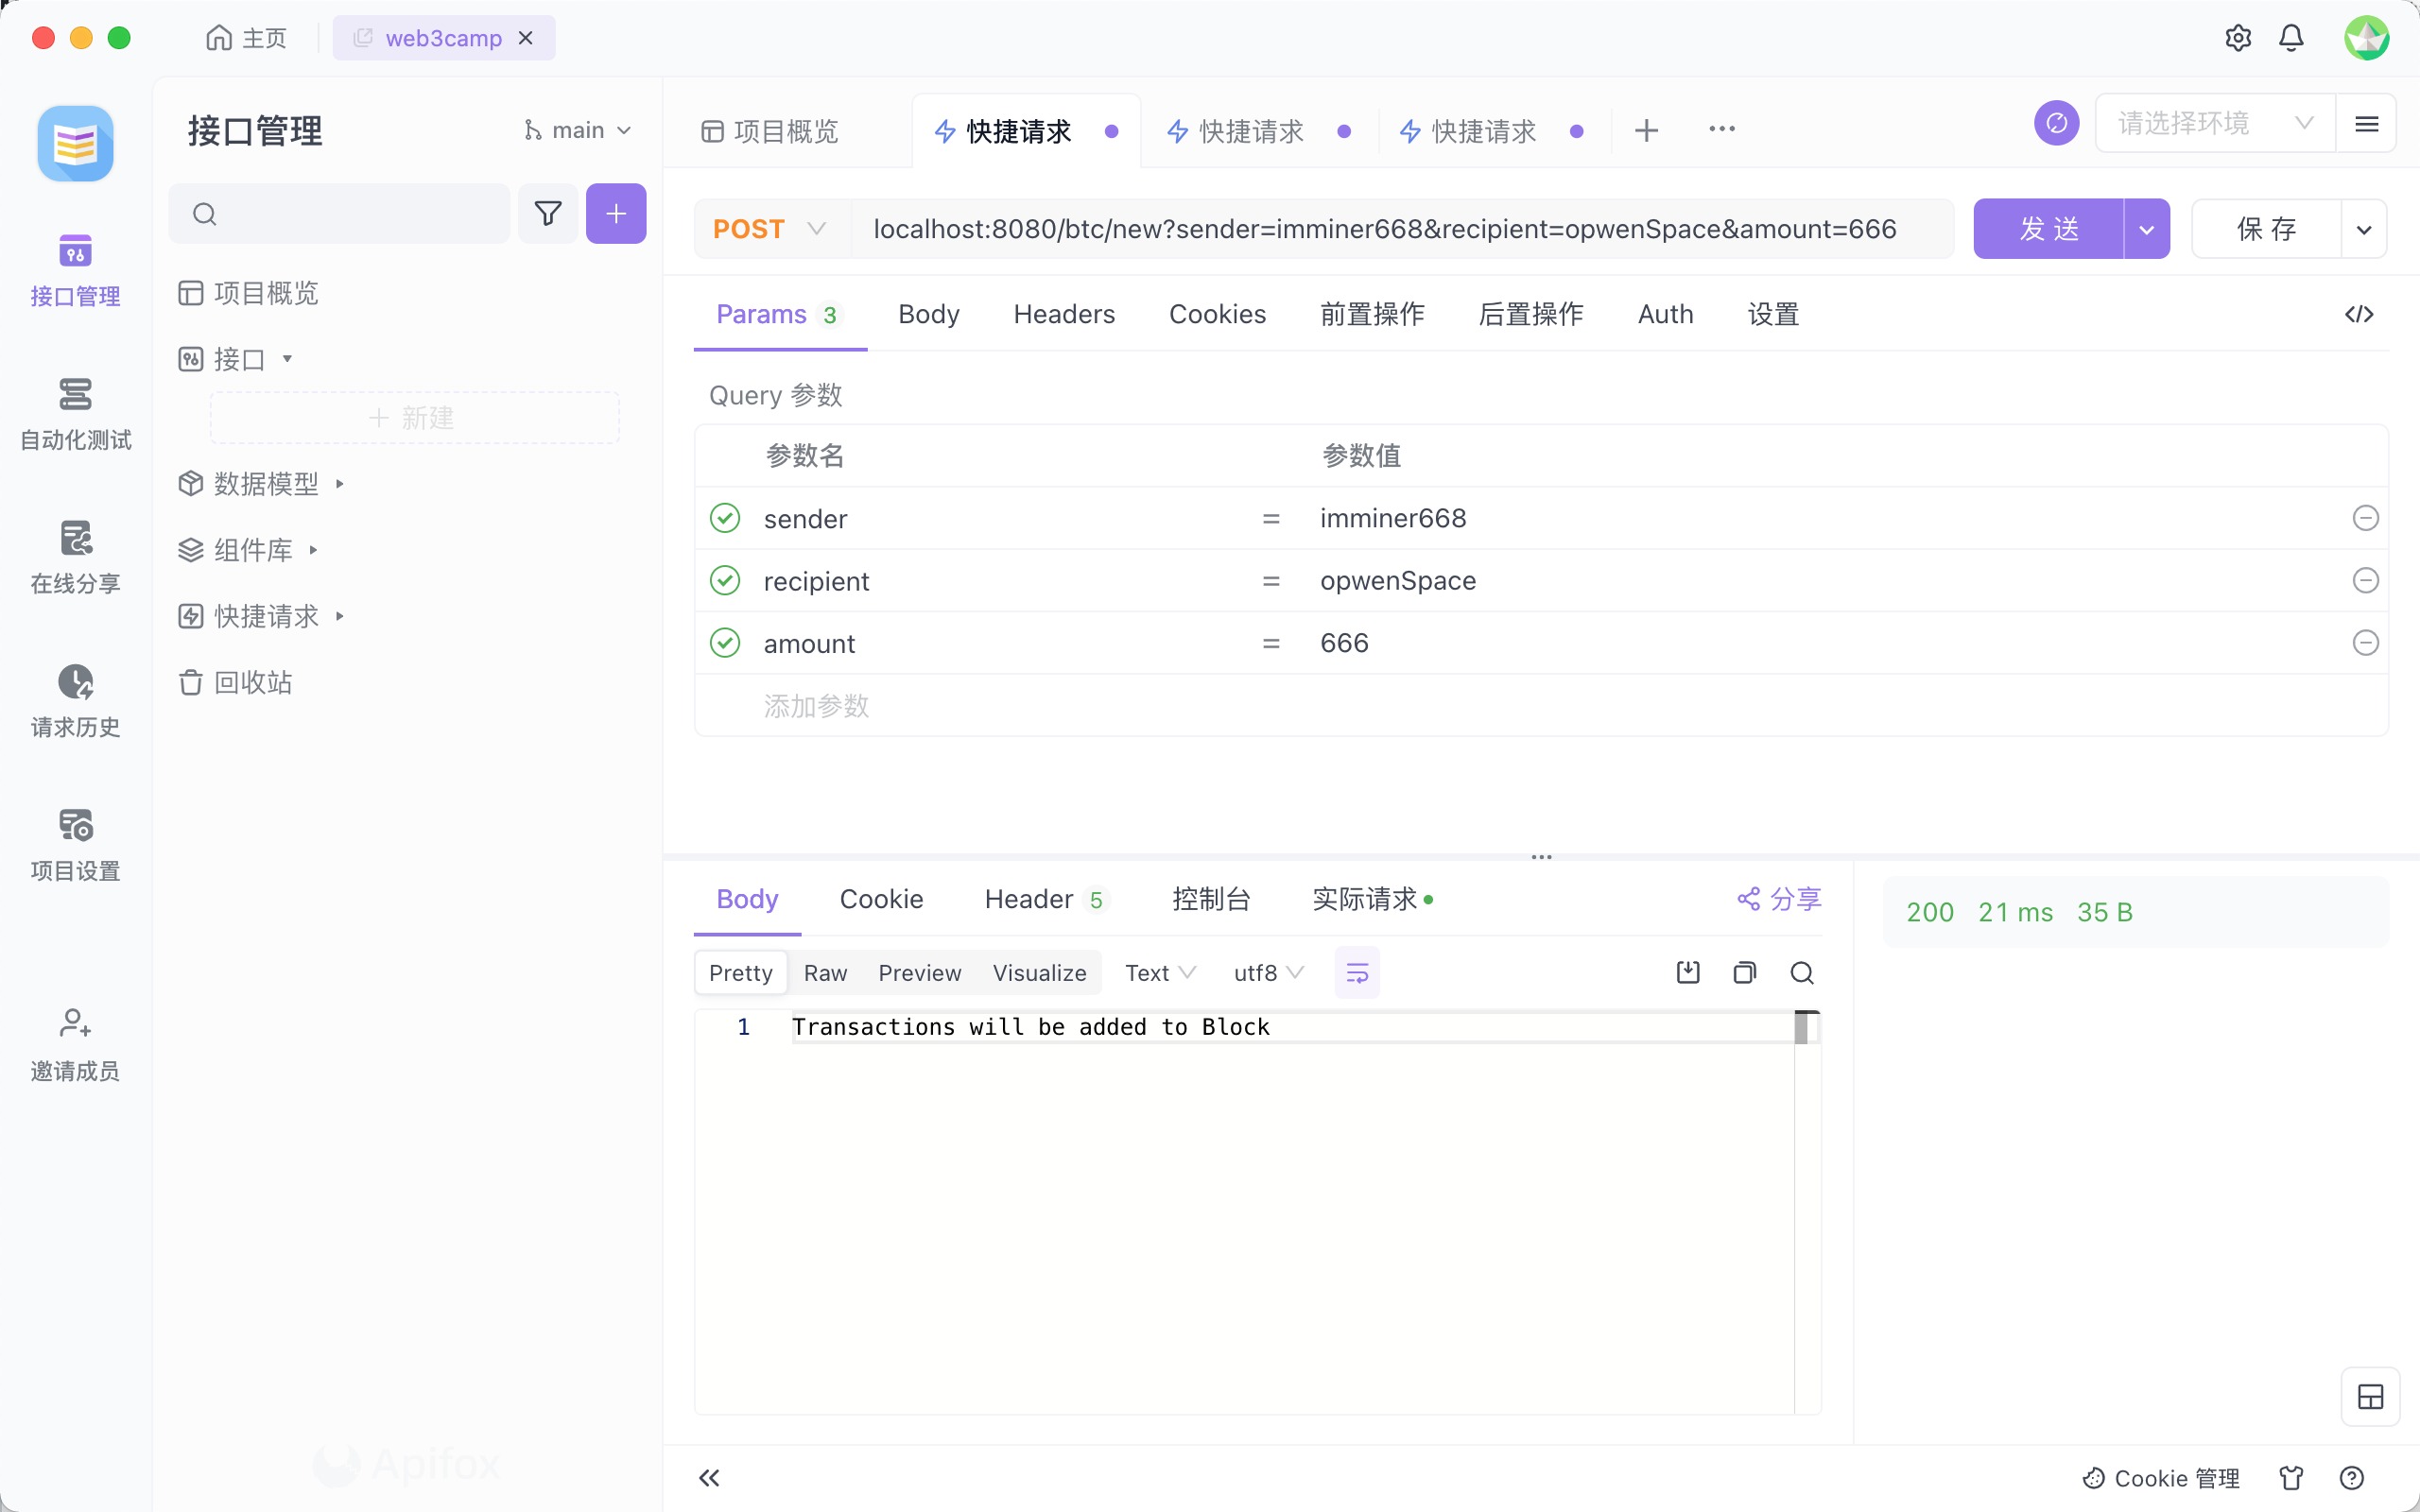 主页
web3camp
接口管理
自动化测试
在线分享
请求历史
项目设置
邀请成员
接口管理
main
项目概览
接口
新建
数据模型
组件库
快捷请求
回收站
Apifox
项目概览
快捷请求
快捷请求
快捷请求
请选择环境
POST localhost:8080/btc/new?sender=imminer668&recipient=opwenSpace&amount=666
发 送
保 存
Params 3 Body Headers Cookies 前置操作 后置操作 Auth 设置
Query 参数
参数名 参数值
sender = imminer668
recipient = opwenSpace
amount = 666
添加参数
Body Cookie Header 5 控制台 实际请求 分享
Pretty Raw Preview Visualize Text utf8
1 Transactions will be added to Block
200 21 ms 35 B
Cookie 管理